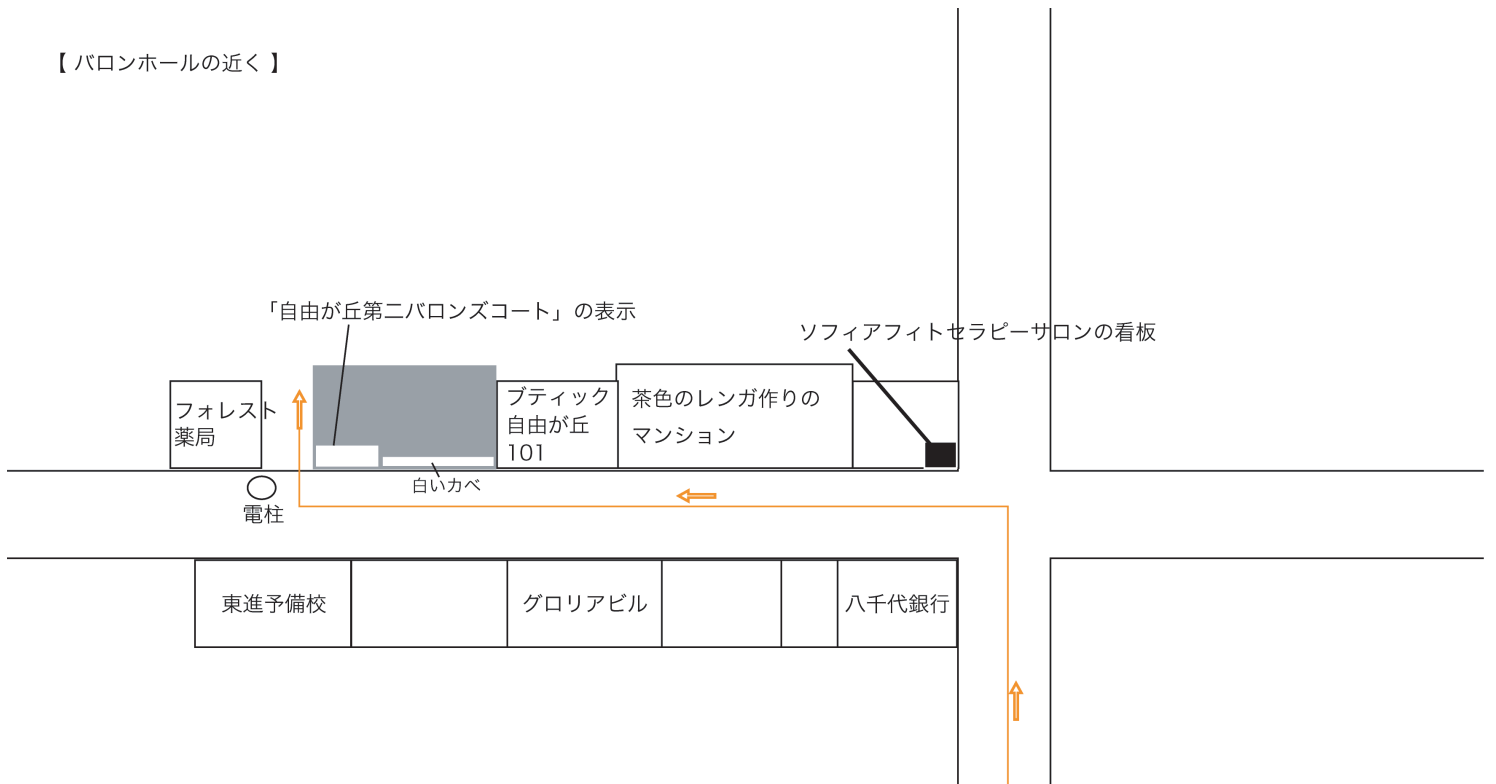 【 バロンホールの近く 】
「自由が丘第二バロンズコート」の表示
ソフィアフィトセラピーサロンの看板
フォレスト
薬局
ブティック
自由が丘
101
茶色のレンガ作りの
マンション
白いカベ
電柱
東進予備校
グロリアビル
八千代銀行